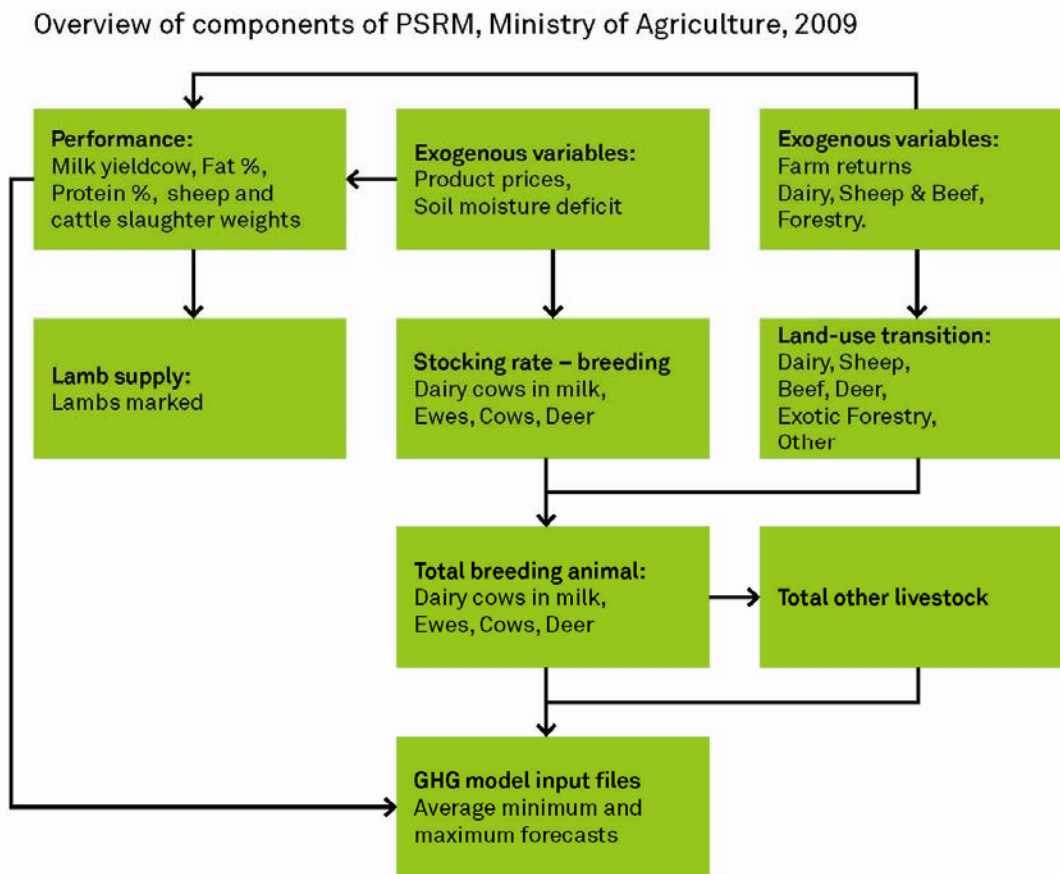 Overview of components of PSRM, Ministry of Agriculture, 2009
Performance:
Milk yieldcow, Fat %,
Protein %, sheep and
cattle slaughter weights
Exogenous variables:
Product prices,
Soil moisture deficit
Exogenous variables:
Farm returns
Dairy, Sheep & Beef,
Forestry.
Lamb supply:
Lambs marked
Stocking rate – breeding
Dairy cows in milk,
Ewes, Cows, Deer
Land-use transition:
Dairy, Sheep,
Beef, Deer,
Exotic Forestry,
Other
Total breeding animal:
Dairy cows in milk,
Ewes, Cows, Deer
Total other livestock
GHG model input files
Average minimum and
maximum forecasts